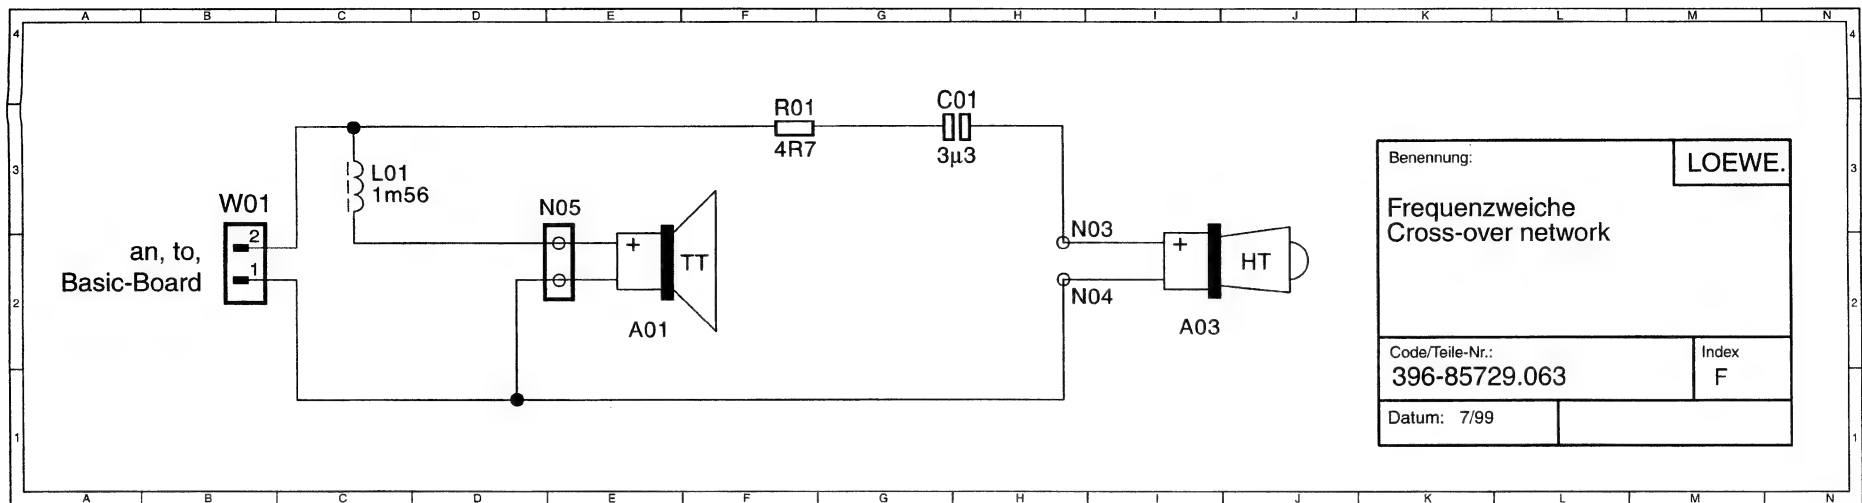 A B C D E F G H I J K L M N
4 4
C01
R01
4R7
3µ3
3 3
L01
1m56
W01
N05
2
an, to,
1
Basic-Board
+
TT
A01
N03
+
HT
N04
A03
2 2
Benennung:
LOEWE.
Frequenzweiche
Cross-over network
Code/Teile-Nr.:
Index
396-85729.063
F
Datum: 7/99
1 1
A B C D E F G H I J K L M N